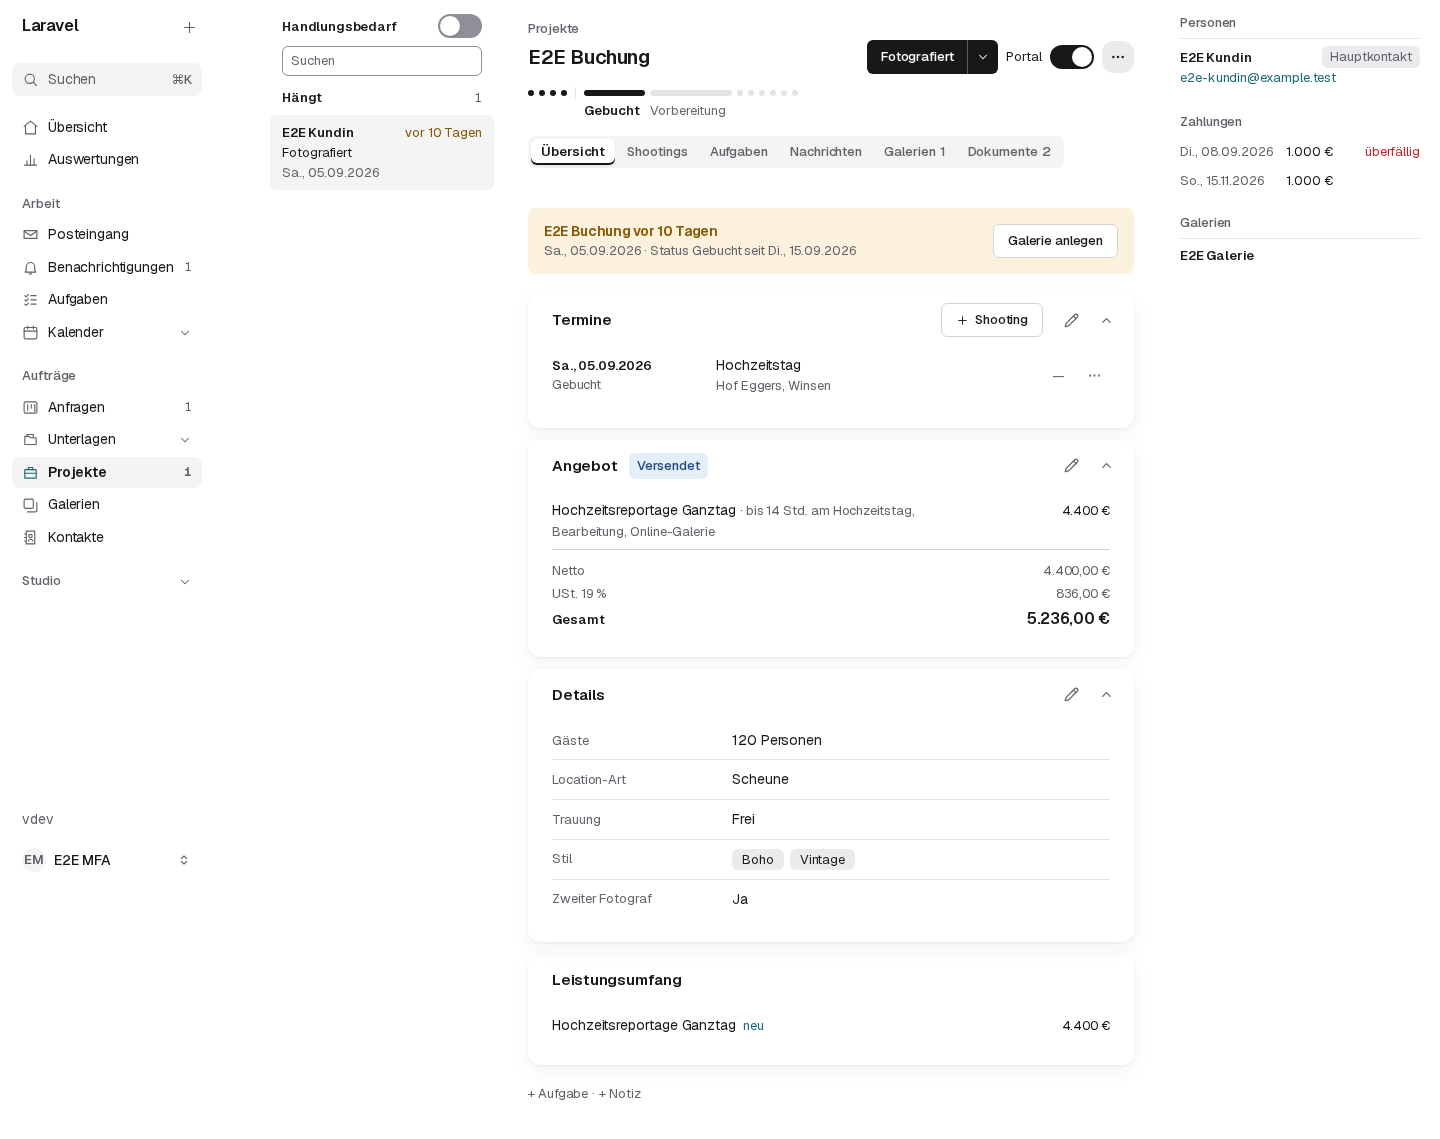 Laravel
Suchen ⌘K
Übersicht
Auswertungen
Arbeit
Posteingang
Benachrichtigungen 1
Aufgaben
Kalender
Aufträge
Anfragen 1
Unterlagen
Projekte 1
Galerien
Kontakte
Studio
vdev
EM E2E MFA
Handlungsbedarf
Suchen
Hängt 1
E2E Kundin vor 10 Tagen
Fotografiert
Sa., 05.09.2026
Projekte
E2E Buchung
Fotografiert Portal
Gebucht Vorbereitung
Übersicht Shootings Aufgaben Nachrichten Galerien 1 Dokumente 2
E2E Buchung vor 10 Tagen
Sa., 05.09.2026 · Status Gebucht seit Di., 15.09.2026
Galerie anlegen
Termine
+ Shooting
Sa., 05.09.2026 Hochzeitstag
Gebucht Hof Eggers, Winsen
—
Angebot Versendet
Hochzeitsreportage Ganztag · bis 14 Std. am Hochzeitstag, 4.400 €
Bearbeitung, Online-Galerie
Netto 4.400,00 €
USt. 19 % 836,00 €
Gesamt 5.236,00 €
Details
Gäste 120 Personen
Location-Art Scheune
Trauung Frei
Stil Boho Vintage
Zweiter Fotograf Ja
Leistungsumfang
Hochzeitsreportage Ganztag neu 4.400 €
+ Aufgabe · + Notiz
Personen
E2E Kundin Hauptkontakt
e2e-kundin@example.test
Zahlungen
Di., 08.09.2026 1.000 € überfällig
So., 15.11.2026 1.000 €
Galerien
E2E Galerie